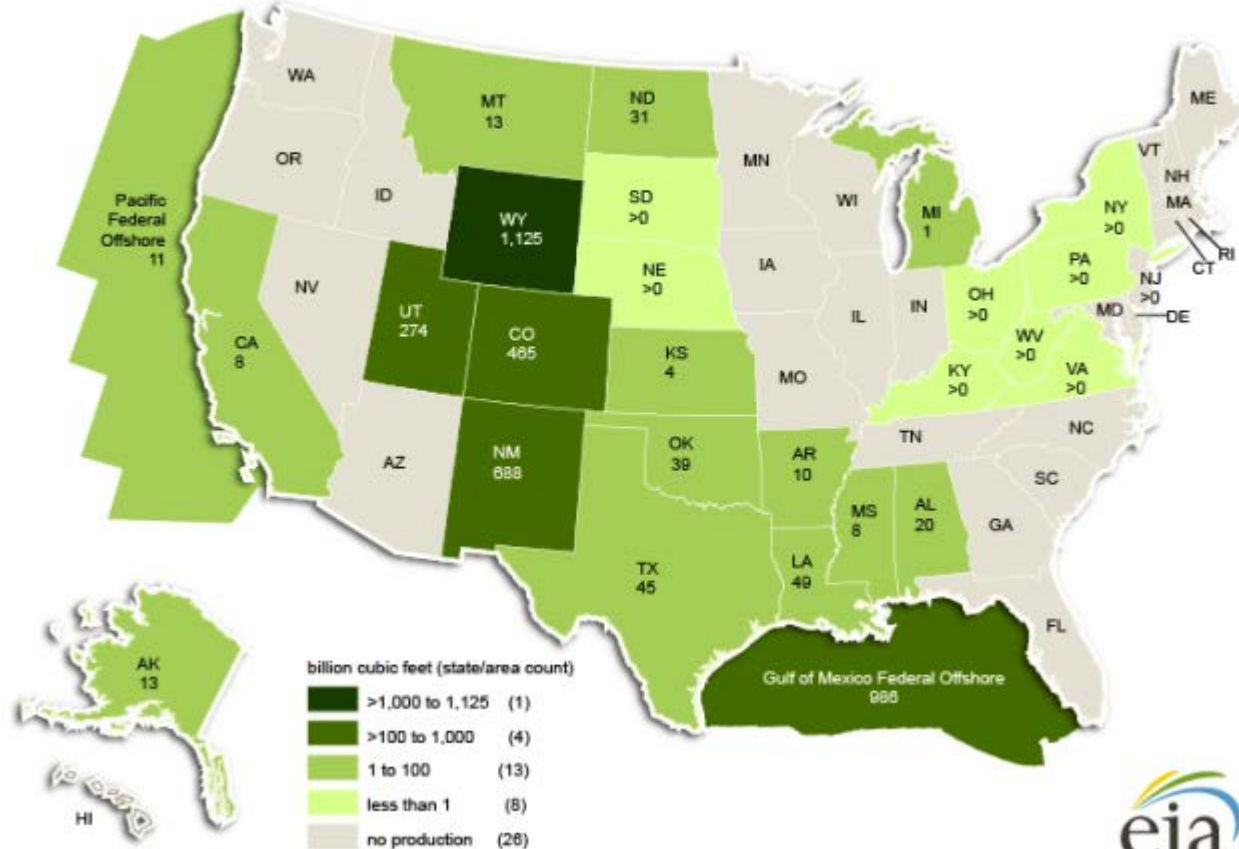 WA
OR
ID
MT
13
ND
31
MN
WI
MI
1
ME
VT
NH
MA
RI
CT
NY
>0
PA
>0
NJ
>0
DE
MD
Pacific
Federal
Offshore
11
CA
8
NV
WY
1,125
SD
>0
NE
>0
IA
IL
IN
OH
>0
WV
>0
VA
>0
KY
>0
UT
274
CO
465
KS
4
MO
TN
NC
SC
AZ
NM
688
OK
39
AR
10
MS
8
AL
20
GA
TX
45
LA
49
FL
Gulf of Mexico Federal Offshore
986
AK
13
HI
billion cubic feet (state/area count)
>1,000 to 1,125 (1)
>100 to 1,000 (4)
1 to 100 (13)
less than 1 (8)
no production (26)
eia